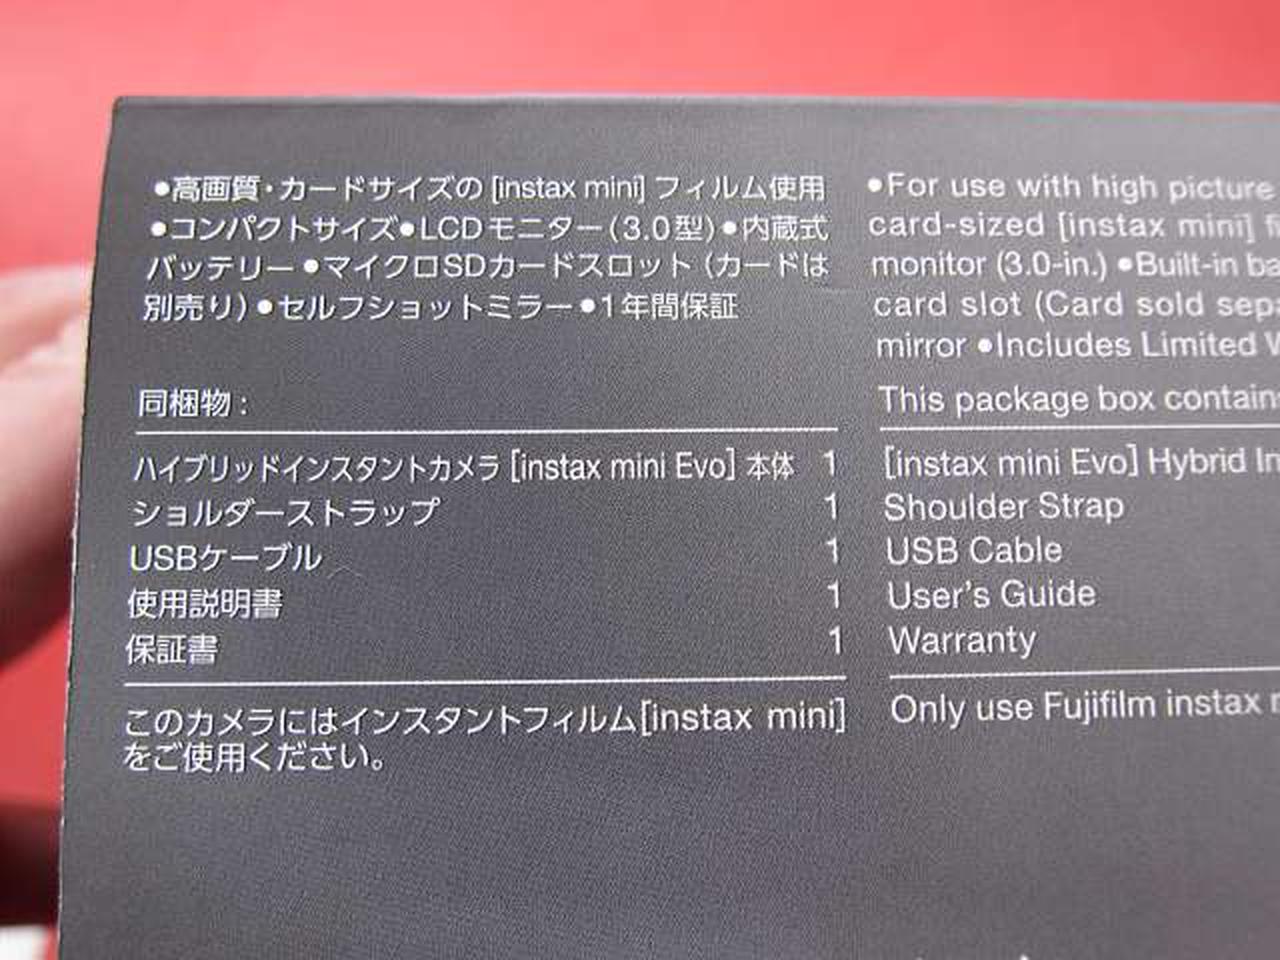 ●高画質・カードサイズの[instax mini]フィルム使用
●コンパクトサイズ●LCDモニター(3.0型)●内蔵式
バッテリー●マイクロSDカードスロット(カードは
別売り)●セルフショットミラー●1年間保証
同梱物:
ハイブリッドインスタントカメラ[instax mini Evo]本体 1
ショルダーストラップ 1
USBケーブル 1
使用説明書 1
保証書 1
このカメラにはインスタントフィルム[instax mini]
をご使用ください。
●For use with high picture
card-sized [instax mini]
monitor (3.0-in.) ●Built-in
card slot (Card sold
mirror ●Includes Limited
This package box
[instax mini Evo] Hybrid
Shoulder Strap
USB Cable
User's Guide
Warranty
Only use Fujifilm instax